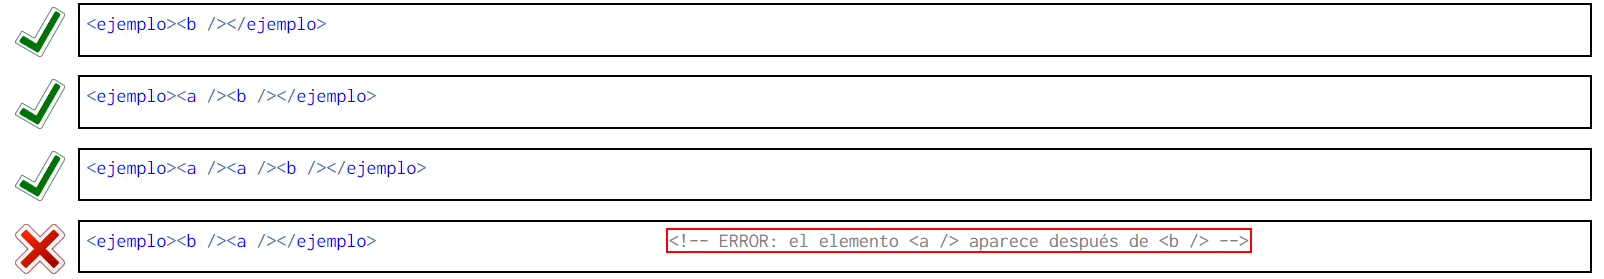 <ejemplo><b /></ejemplo>
<ejemplo><a /><b /></ejemplo>
<ejemplo><a /><a /><b /></ejemplo>
<ejemplo><b /><a /></ejemplo> <!-- ERROR: el elemento <a /> aparece después de <b /> -->